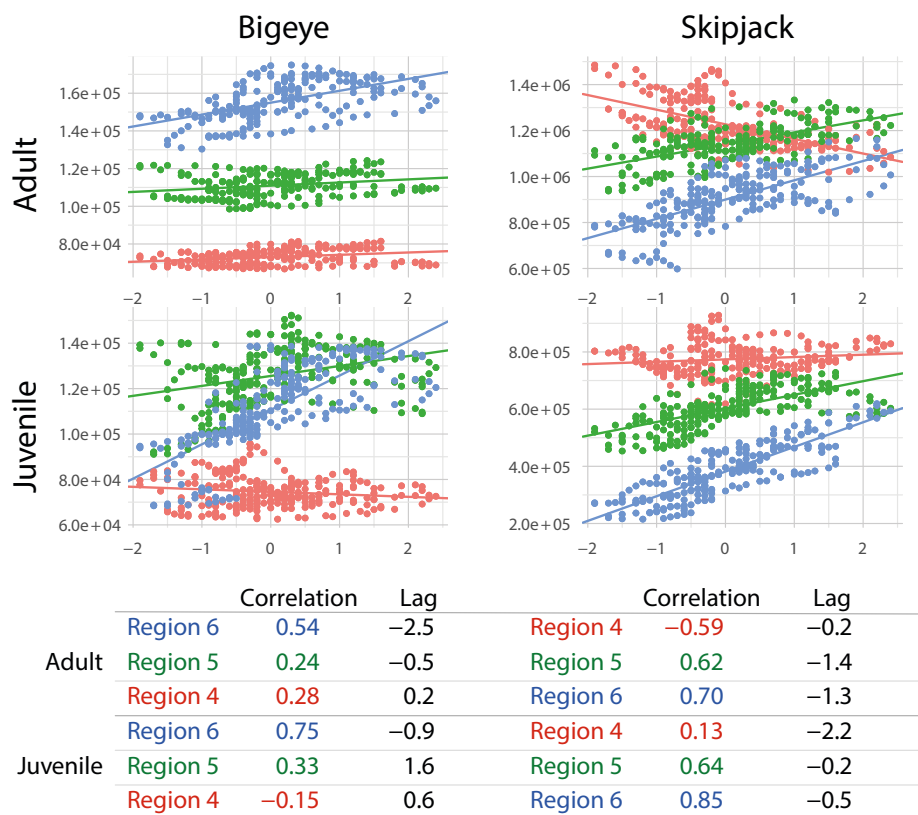 Bigeye Skipjack
Adult
1.6e+05
1.4e+05
1.2e+05
1.0e+05
8.0e+04
−2 −1 0 1 2
1.4e+06
1.2e+06
1.0e+06
8.0e+05
6.0e+05
−2 −1 0 1 2
Juvenile
1.4e+05
1.2e+05
1.0e+05
8.0e+04
6.0e+04
−2 −1 0 1 2
8.0e+05
6.0e+05
4.0e+05
2.0e+05
−2 −1 0 1 2
Correlation Lag Correlation Lag
Region 6 0.54 −2.5 Region 4 −0.59 −0.2
Adult Region 5 0.24 −0.5 Region 5 0.62 −1.4
Region 4 0.28 0.2 Region 6 0.70 −1.3
Region 6 0.75 −0.9 Region 4 0.13 −2.2
Juvenile Region 5 0.33 1.6 Region 5 0.64 −0.2
Region 4 −0.15 0.6 Region 6 0.85 −0.5